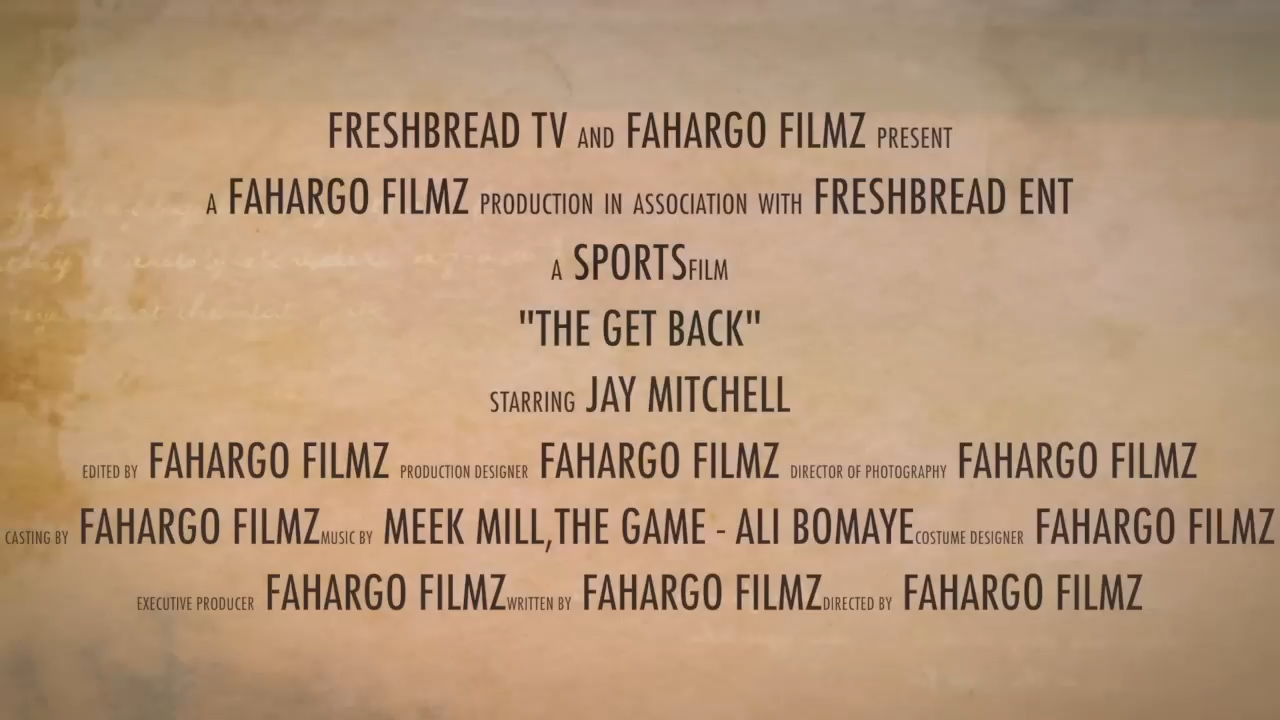 FRESHBREAD TV AND FAHARGO FILMZ PRESENT
A FAHARGO FILMZ PRODUCTION IN ASSOCIATION WITH FRESHBREAD ENT
A SPORTSFILM
"THE GET BACK"
STARRING JAY MITCHELL
EDITED BY FAHARGO FILMZ PRODUCTION DESIGNER FAHARGO FILMZ DIRECTOR OF PHOTOGRAPHY FAHARGO FILMZ
CASTING BY FAHARGO FILMZMUSIC BY MEEK MILL,THE GAME - ALI BOMAYECOSTUME DESIGNER FAHARGO FILMZ
EXECUTIVE PRODUCER FAHARGO FILMZWRITTEN BY FAHARGO FILMZDIRECTED BY FAHARGO FILMZ